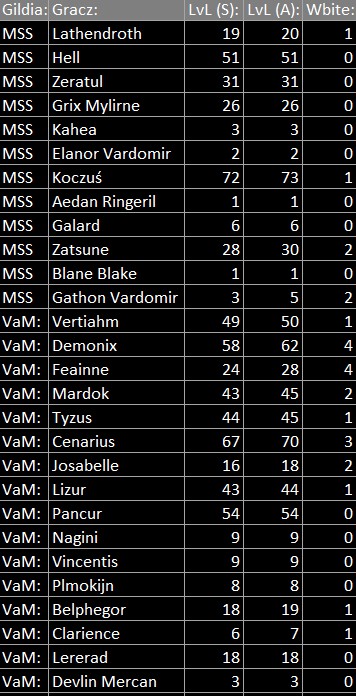 Gildia: Gracz: LvL (S): LvL (A): Wbite:
MSS Lathendroth 19 20 1
MSS Hell 51 51 0
MSS Zeratul 31 31 0
MSS Grix Mylirne 26 26 0
MSS Kahea 3 3 0
MSS Elanor Vardomir 2 2 0
MSS Koczuś 72 73 1
MSS Aedan Ringeril 1 1 0
MSS Galard 6 6 0
MSS Zatsune 28 30 2
MSS Blane Blake 1 1 0
MSS Gathon Vardomir 3 5 2
VaM: Vertiahm 49 50 1
VaM: Demonix 58 62 4
VaM: Feainne 24 28 4
VaM: Mardok 43 45 2
VaM: Tyzus 44 45 1
VaM: Cenarius 67 70 3
VaM: Josabelle 16 18 2
VaM: Lizur 43 44 1
VaM: Pancur 54 54 0
VaM: Nagini 9 9 0
VaM: Vincentis 9 9 0
VaM: Plmokijn 8 8 0
VaM: Belphegor 18 19 1
VaM: Clarience 6 7 1
VaM: Lererad 18 18 0
VaM: Devlin Mercan 3 3 0